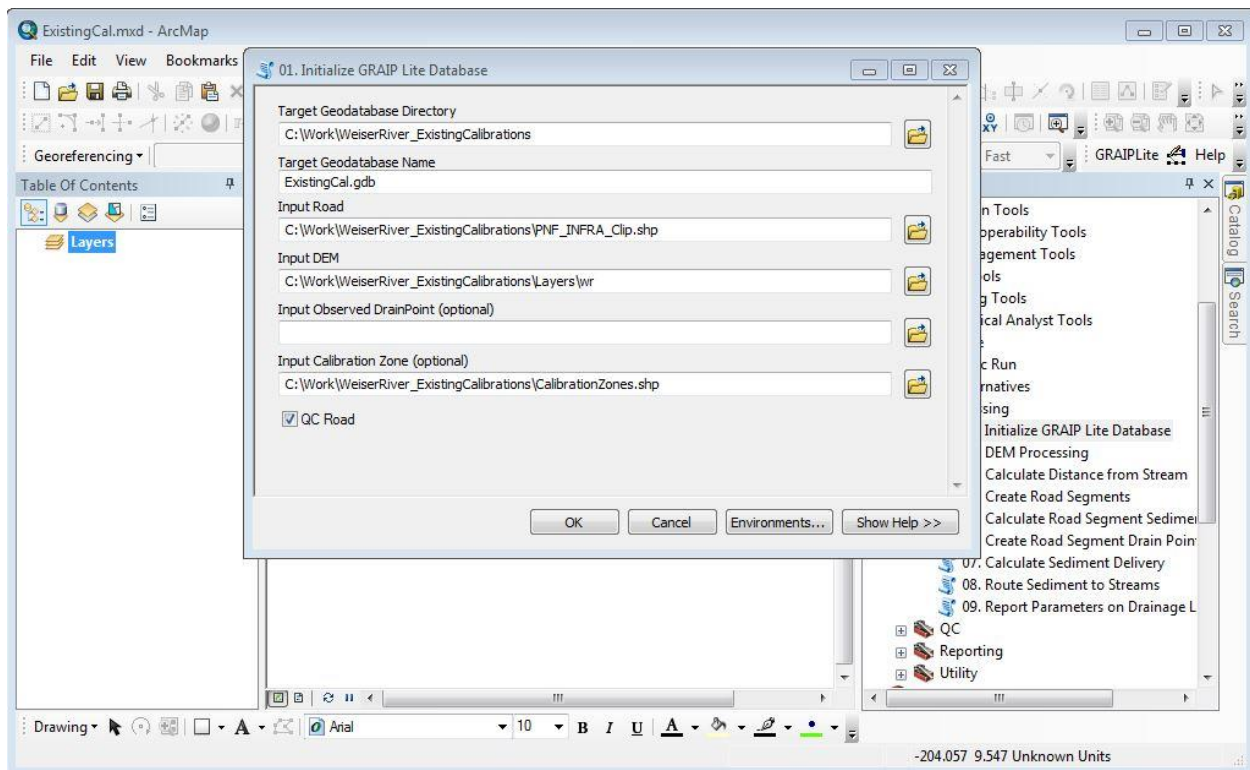 ExistingCal.mxd - ArcMap
File Edit View Bookmarks
01. Initialize GRAIP Lite Database
Target Geodatabase Directory
C:\Work\WeiserRiver_ExistingCalibrations
Target Geodatabase Name
ExistingCal.gdb
Input Road
C:\Work\WeiserRiver_ExistingCalibrations\PNF_INFRA_Clip.shp
Input DEM
C:\Work\WeiserRiver_ExistingCalibrations\Layers\wr
Input Observed DrainPoint (optional)
Input Calibration Zone (optional)
C:\Work\WeiserRiver_ExistingCalibrations\CalibrationZones.shp
QC Road
OK Cancel Environments... Show Help >>
Georeferencing
Table Of Contents
Layers
XY
Fast GRAIPLite Help
Catalog
Search
n Tools
operability Tools
agement Tools
ols
g Tools
ical Analyst Tools
c Run
rnatives
sing
Initialize GRAIP Lite Database
DEM Processing
Calculate Distance from Stream
Create Road Segments
Calculate Road Segment Sedimen
Create Road Segment Drain Poin
07. Calculate Sediment Delivery
08. Route Sediment to Streams
09. Report Parameters on Drainage L
QC
Reporting
Utility
Drawing A Arial 10 B I U A
-204.057 9.547 Unknown Units